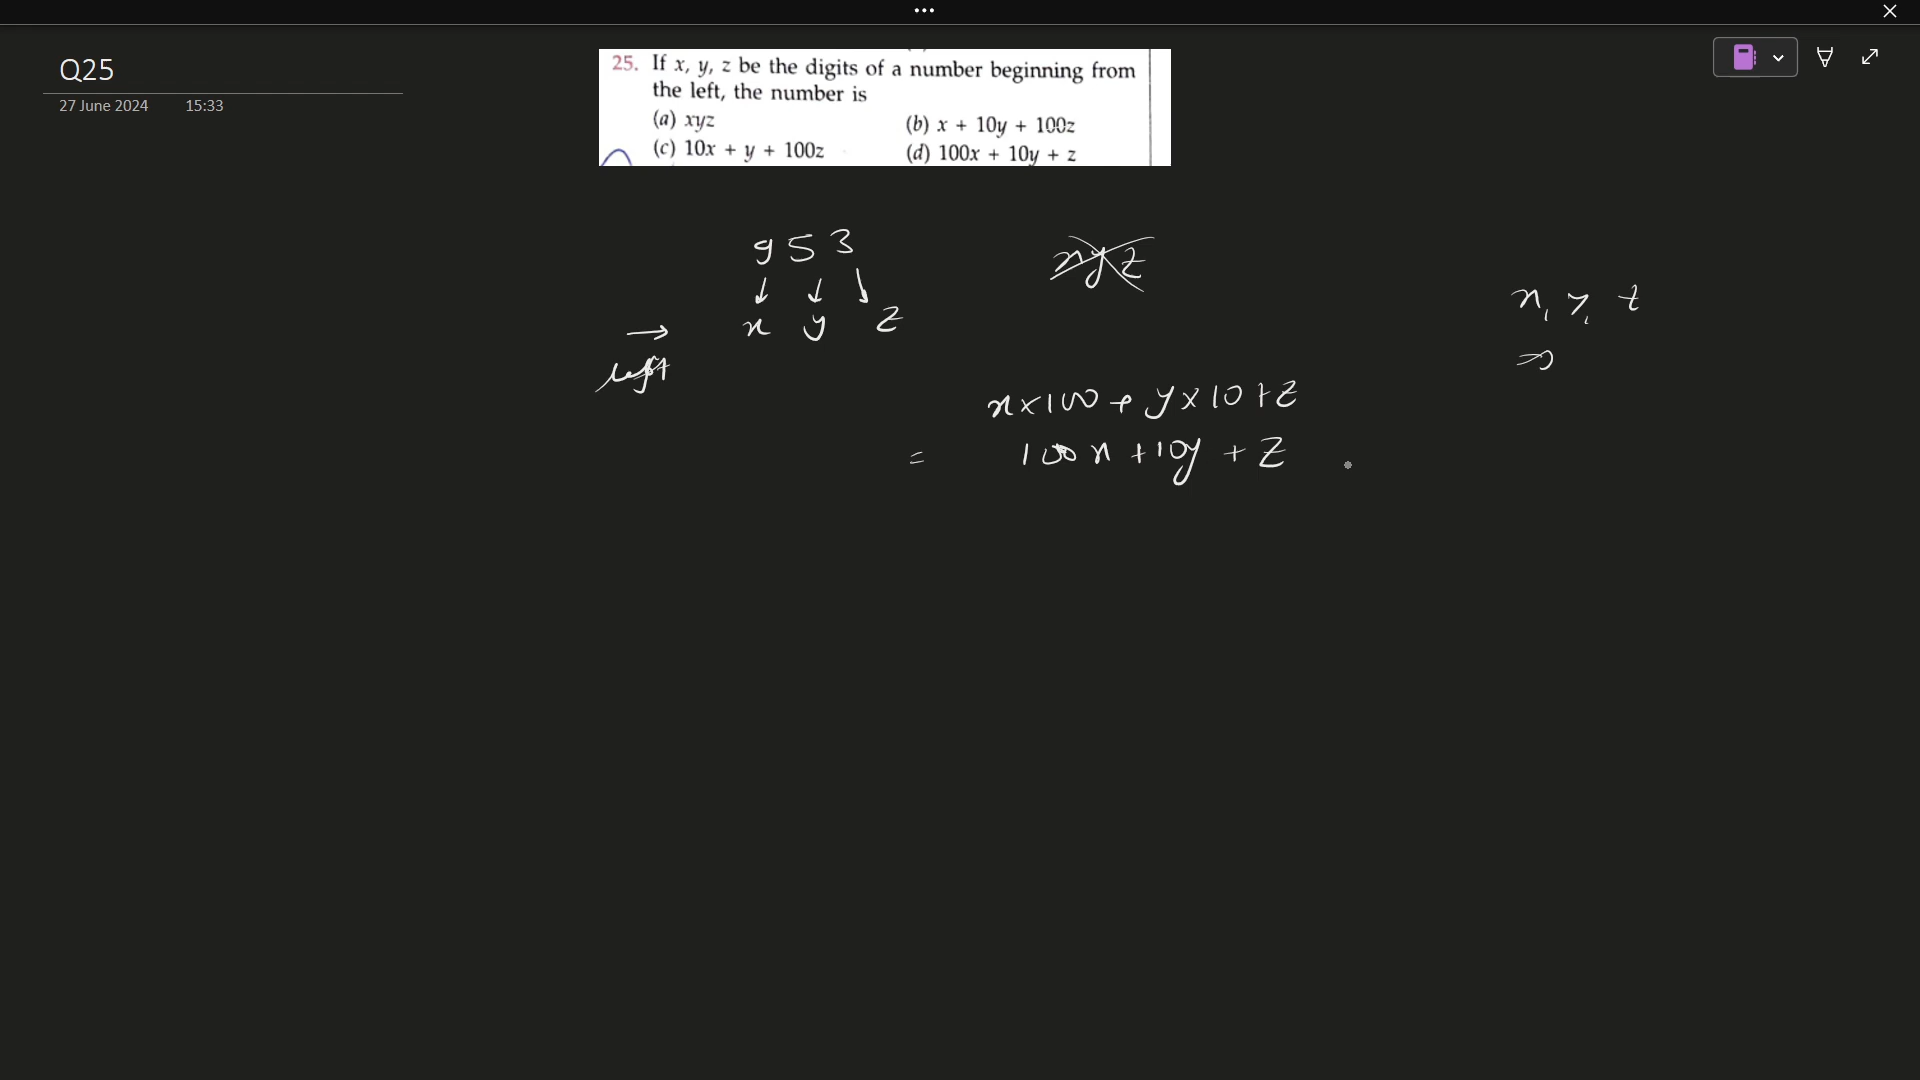 Q25
27 June 2024 15:33
25. If x, y, z be the digits of a number beginning from
the left, the number is
(a) xyz (b) x + 10y + 100z
(c) 10x + y + 100z (d) 100x + 10y + z
9 5 3
x y z
left
xyz
x, y, z
x×100 + y×10 + z
= 100x + 10y + z